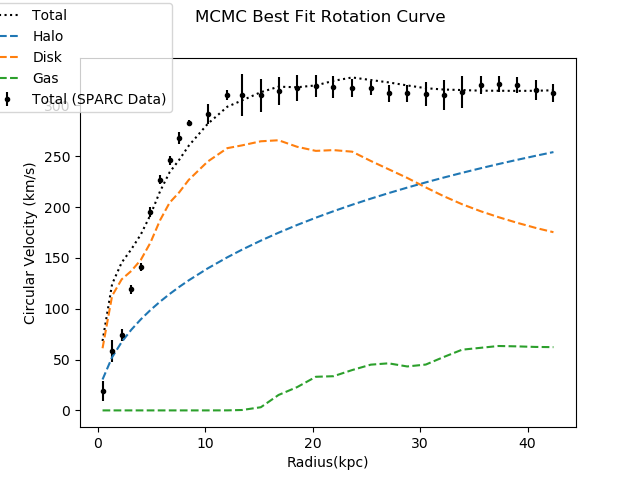 MCMC Best Fit Rotation Curve
Total
Halo
Disk
Gas
Total (SPARC Data)
300
250
200
150
100
50
0
Circular Velocity (km/s)
0 10 20 30 40
Radius(kpc)